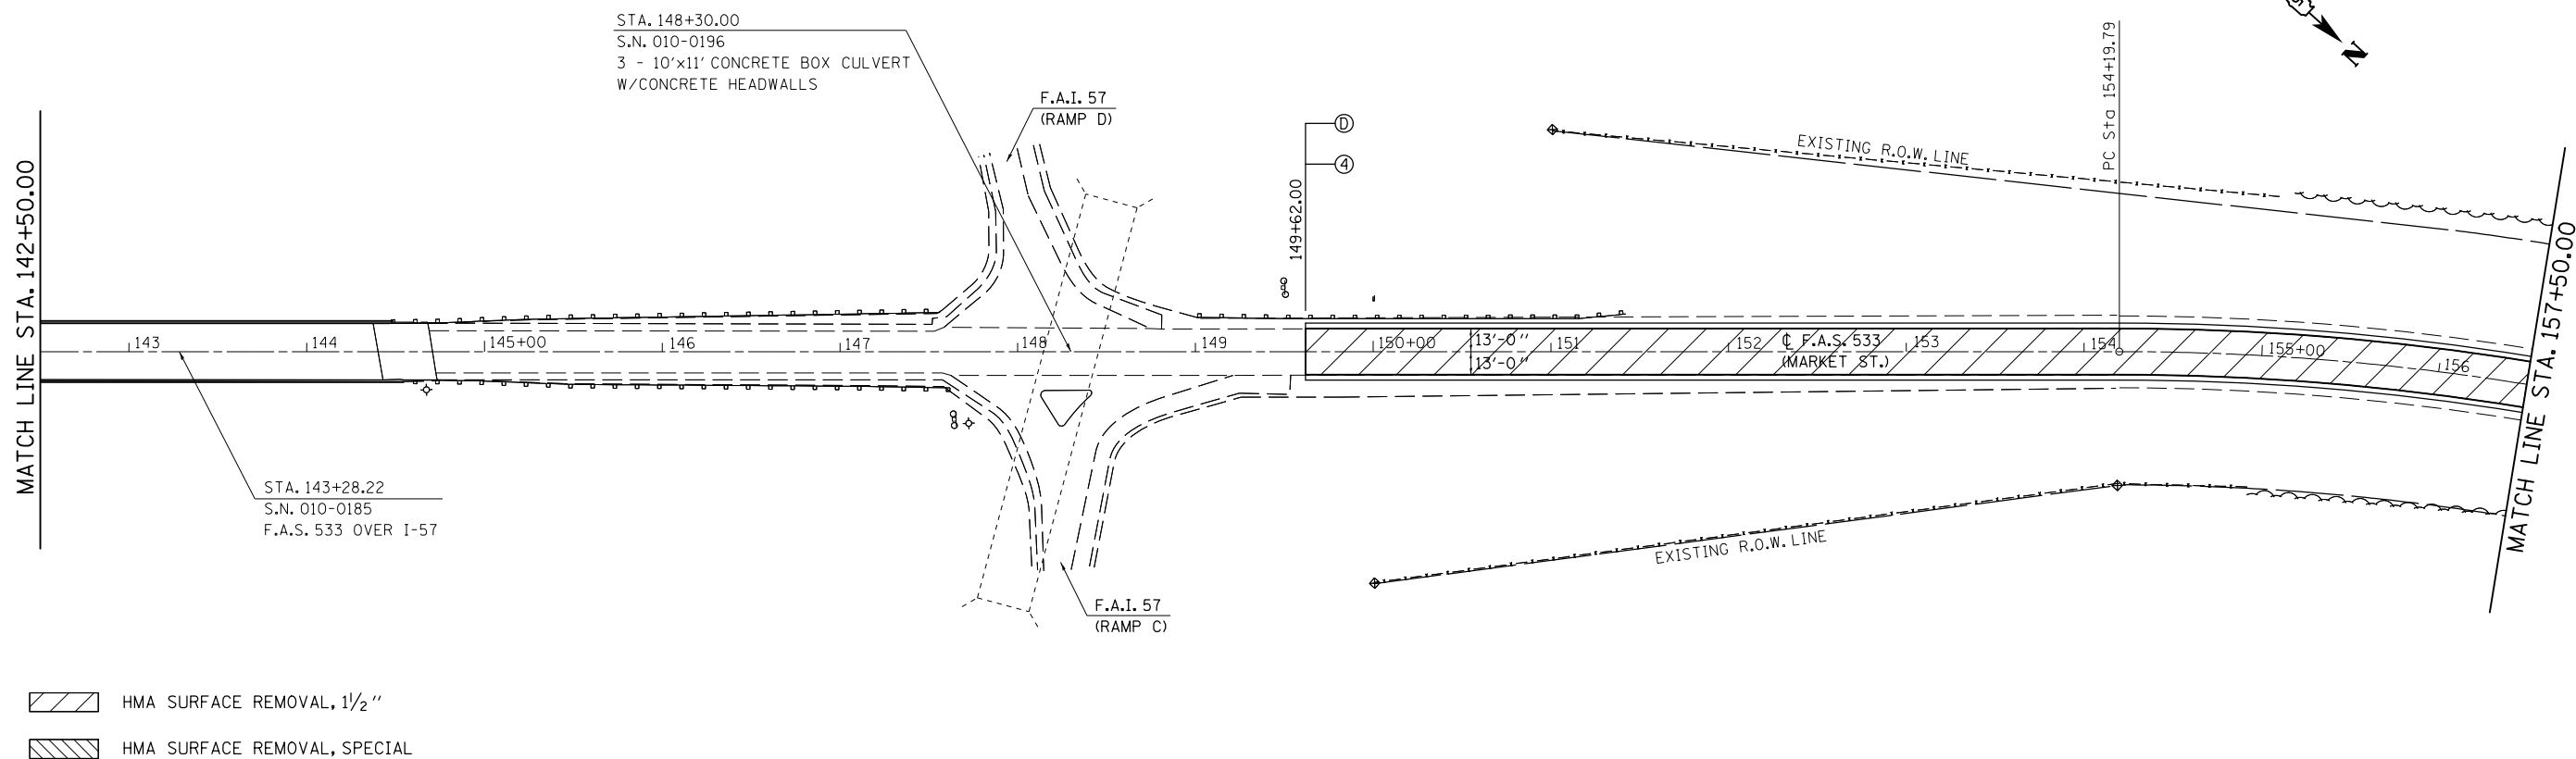 STA. 148+30.00
S.N. 010-0196
3 - 10'x11' CONCRETE BOX CULVERT
W/CONCRETE HEADWALLS
F.A.I. 57
(RAMP D)
D
4
149+62.00
PC Sta 154+19.79
N
EXISTING R.O.W. LINE
MATCH LINE STA. 142+50.00
MATCH LINE STA. 157+50.00
143
144
145+00
146
147
148
149
150+00
151
152
153
154
155+00
156
13'-0"
13'-0"
℄ F.A.S. 533
(MARKET ST.)
STA. 143+28.22
S.N. 010-0185
F.A.S. 533 OVER I-57
EXISTING R.O.W. LINE
F.A.I. 57
(RAMP C)
HMA SURFACE REMOVAL, 1½"
HMA SURFACE REMOVAL, SPECIAL